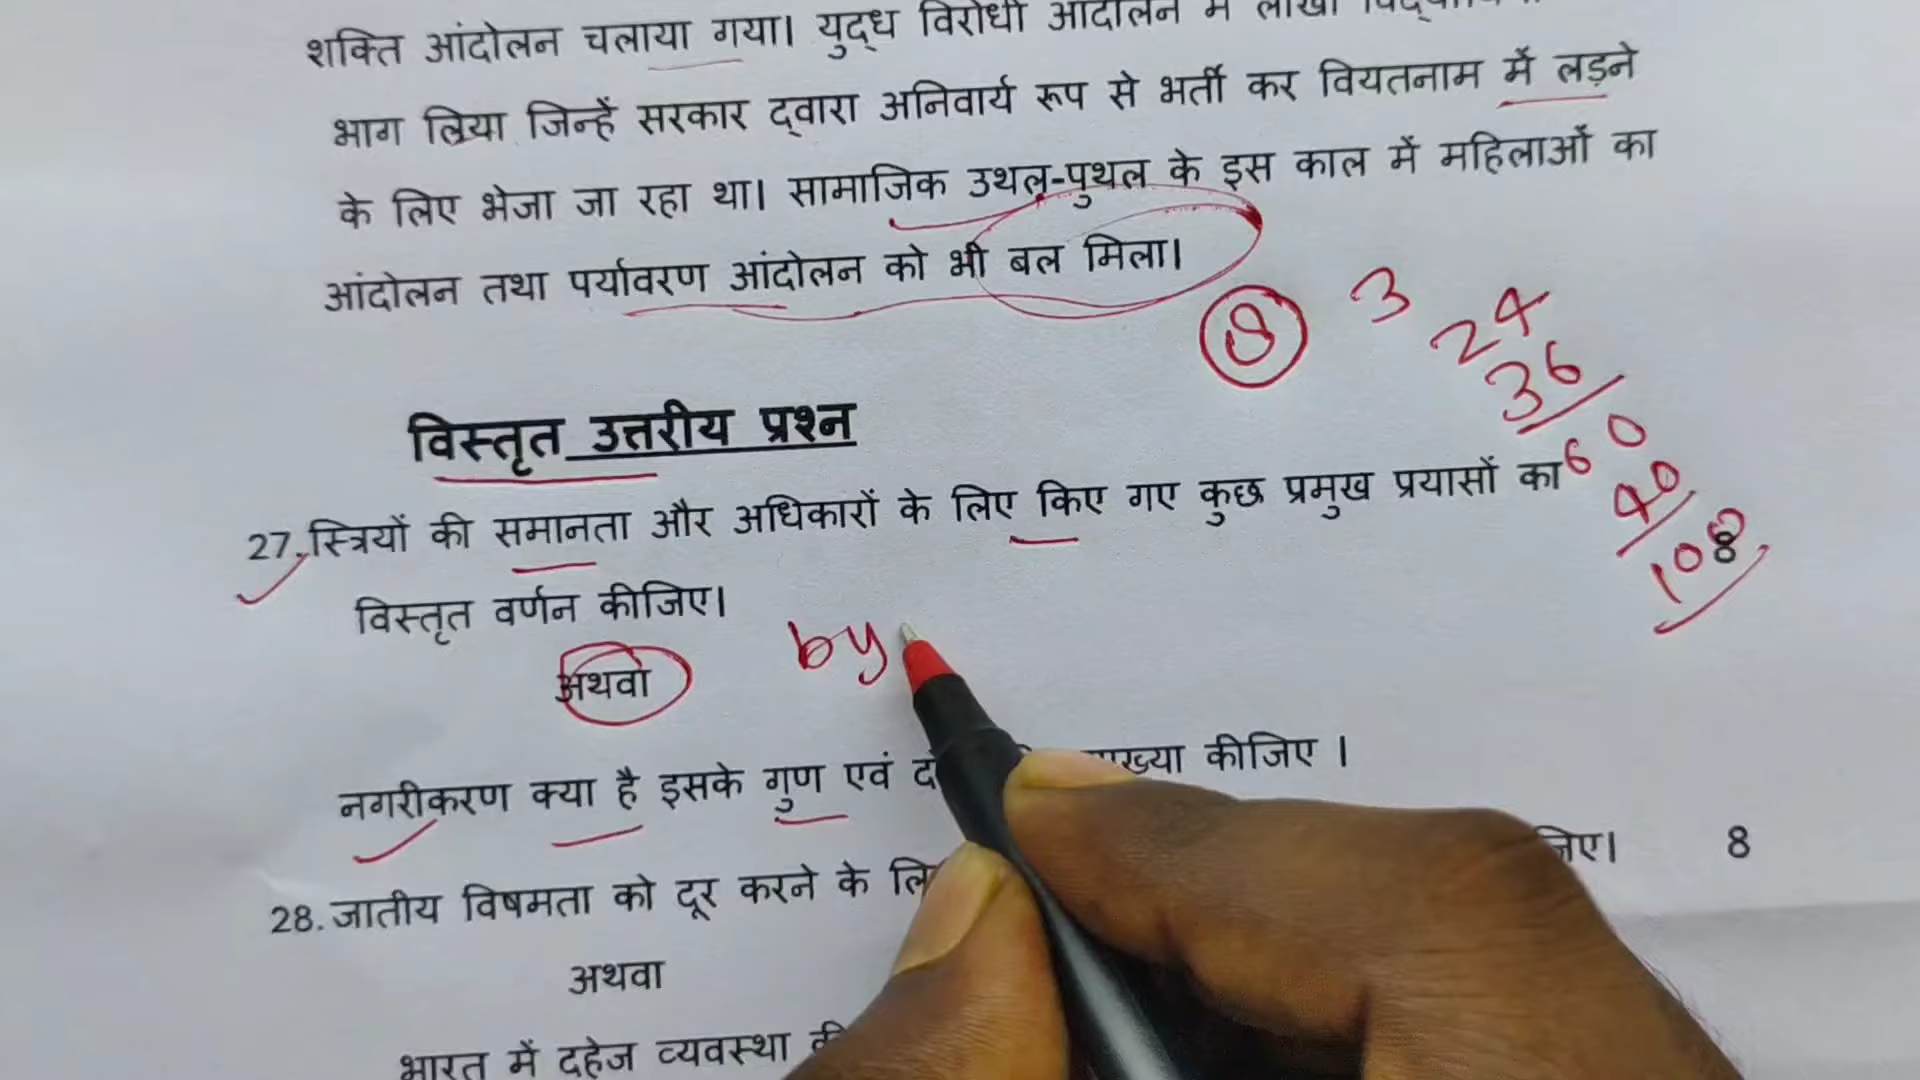 शक्ति आंदोलन चलाया गया। युद्ध विरोधी आंदोलन में लाखों
भाग लिया जिन्हें सरकार द्वारा अनिवार्य रूप से भर्ती कर वियतनाम में लड़ने
के लिए भेजा जा रहा था। सामाजिक उथल-पुथल के इस काल में महिलाओं का
आंदोलन तथा पर्यावरण आंदोलन को भी बल मिला।
3
24
36
60
40
108
विस्तृत उत्तरीय प्रश्न
27. स्त्रियों की समानता और अधिकारों के लिए किए गए कुछ प्रमुख प्रयासों का 8
विस्तृत वर्णन कीजिए।
अथवा by
नगरीकरण क्या है इसके गुण एवं कीजिए ।
28. जातीय विषमता को दूर करने के 8
अथवा
भारत में दहेज व्यवस्था